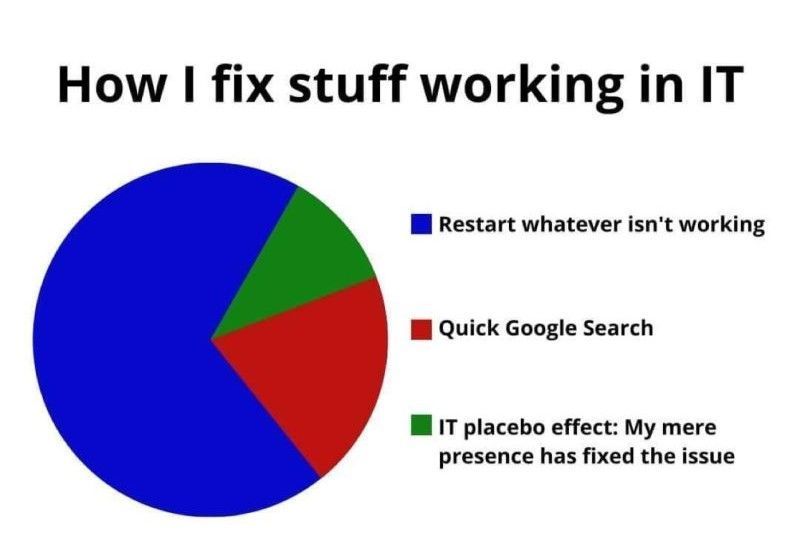 How I fix stuff working in IT
Restart whatever isn't working
Quick Google Search
IT placebo effect: My mere
presence has fixed the issue